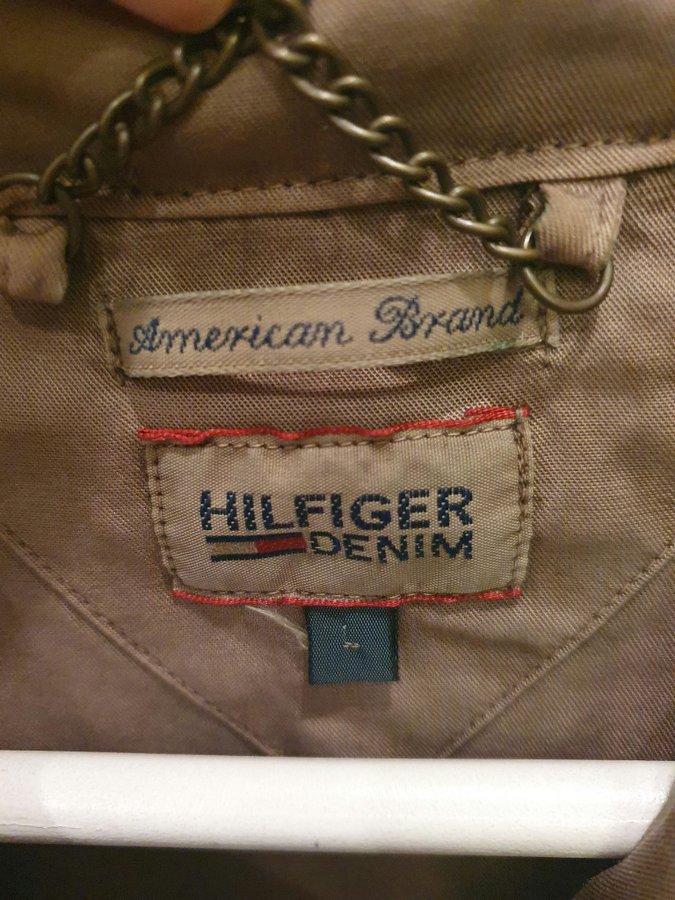 American Brand
HILFIGER
DENIM
L